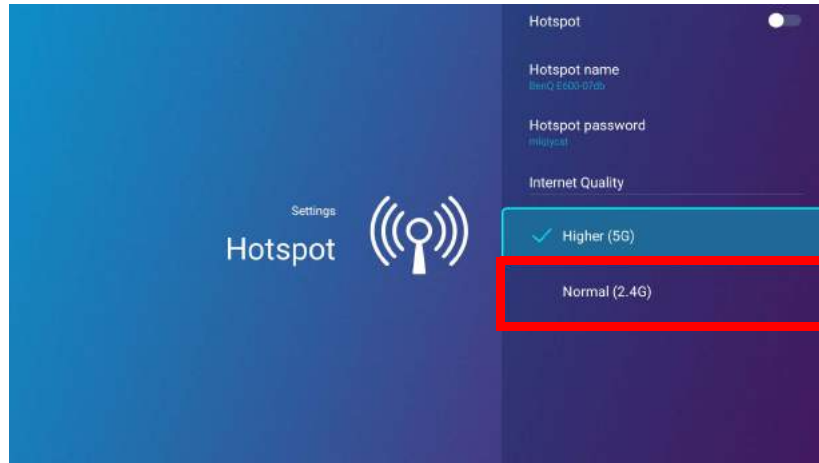 Hotspot
Hotspot name
BenQ E600-07db
Hotspot password
Internet Quality
Settings
Hotspot
Higher (5G)
Normal (2.4G)